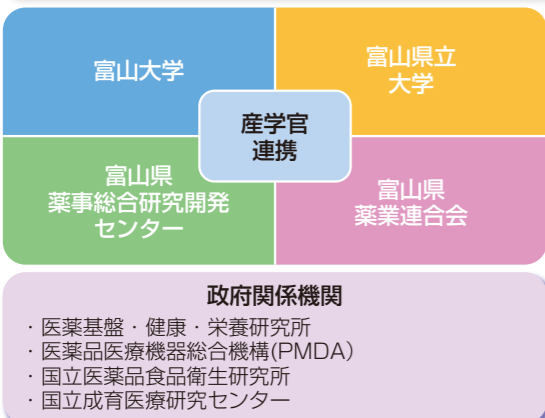 富山大学
富山県立
大学
産学官
連携
富山県
薬事総合研究開発
センター
富山県
薬業連合会
政府関係機関
・医薬基盤・健康・栄養研究所
・医薬品医療機器総合機構(PMDA)
・国立医薬品食品衛生研究所
・国立成育医療研究センター